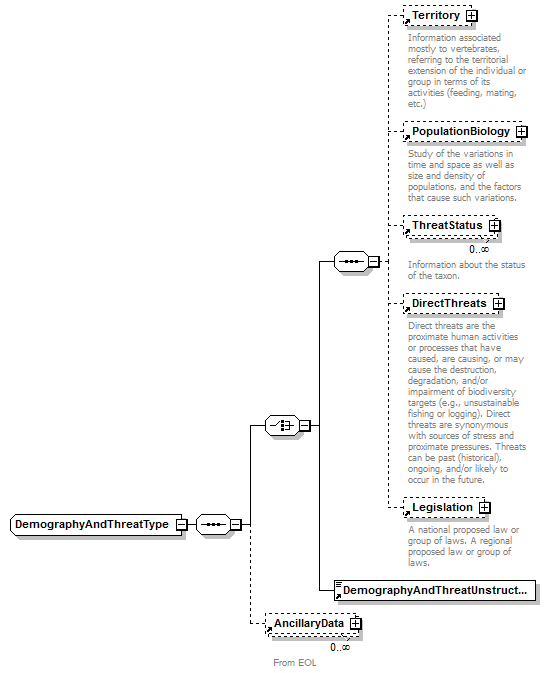 Territory
Information associated
mostly to vertebrates,
referring to the territorial
extension of the individual or
group in terms of its
activities (feeding, mating,
etc.)
PopulationBiology
Study of the variations in
time and space as well as
size and density of
populations, and the factors
that cause such variations.
ThreatStatus
0..∞
Information about the status
of the taxon.
DirectThreats
Direct threats are the
proximate human activities
or processes that have
caused, are causing, or may
cause the destruction,
degradation, and/or
impairment of biodiversity
targets (e.g., unsustainable
fishing or logging). Direct
threats are synonymous
with sources of stress and
proximate pressures. Threats
can be past (historical),
ongoing, and/or likely to
occur in the future.
Legislation
A national proposed law or
group of laws. A regional
proposed law or group of
laws.
DemographyAndThreatType
DemographyAndThreatUnstruct...
AncillaryData
0..∞
From EOL